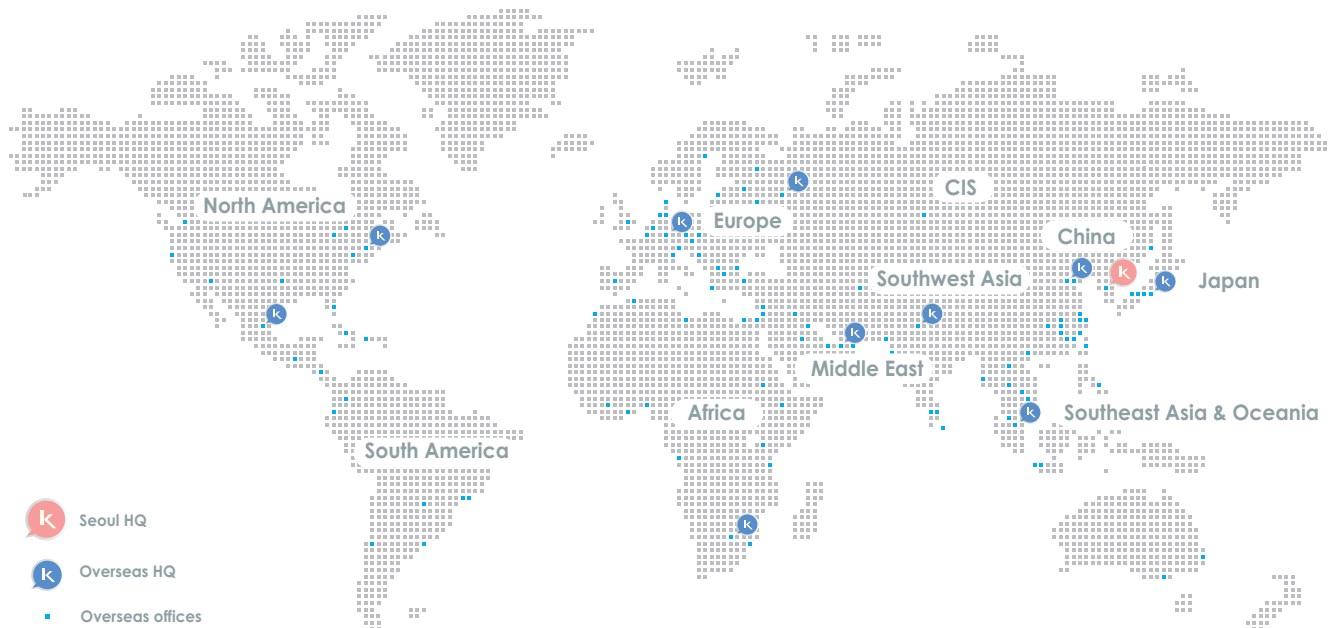 CIS
North America
Europe
China
Southwest Asia
Japan
Middle East
Africa
Southeast Asia & Oceania
South America
Seoul HQ
Overseas HQ
Overseas offices